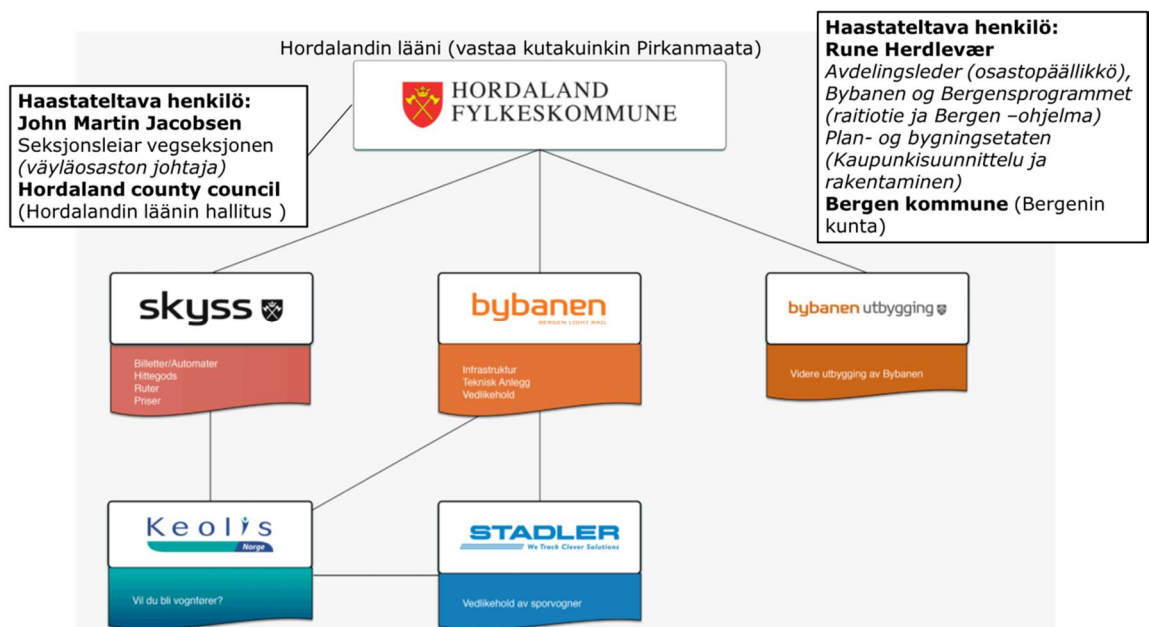 Hordalandin lääni (vastaa kutakuinkin Pirkanmaata)
HORDALAND
FYLKESKOMMUNE
Haastateltava henkilö:
John Martin Jacobsen
Seksjonsleiar vegseksjonen
(väyläosaston johtaja)
Hordaland county council
(Hordalandin läänin hallitus )
Haastateltava henkilö:
Rune Herdlevær
Avdelingsleder (osastopäällikkö),
Bybanen og Bergensprogrammet
(raitiotie ja Bergen –ohjelma)
Plan- og bygningsetaten
(Kaupunkisuunnittelu ja
rakentaminen)
Bergen kommune (Bergenin
kunta)
skyss
Billetter/Automater
Hittegods
Ruter
Priser
bybanen
BERGEN LIGHT RAIL
Infrastruktur
Teknisk Anlegg
Vedlikehold
bybanen utbygging
Videre utbygging av Bybanen
Keolis
Norge
Vil du bli vognfører?
STADLER
We Track Clever Solutions
Vedlikehold av sporvogner